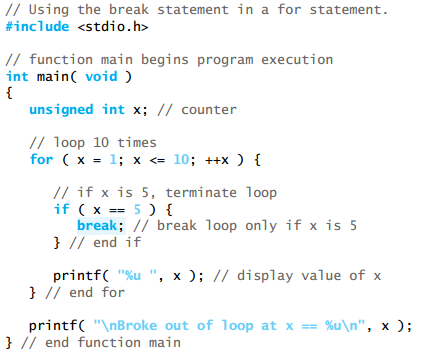 // Using the break statement in a for statement.
#include <stdio.h>

// function main begins program execution
int main( void )
{
   unsigned int x; // counter

   // loop 10 times
   for ( x = 1; x <= 10; ++x ) {

      // if x is 5, terminate loop
      if ( x == 5 ) {
         break; // break loop only if x is 5
      } // end if

      printf( "%u ", x ); // display value of x
   } // end for

   printf( "\nBroke out of loop at x == %u\n", x );
} // end function main